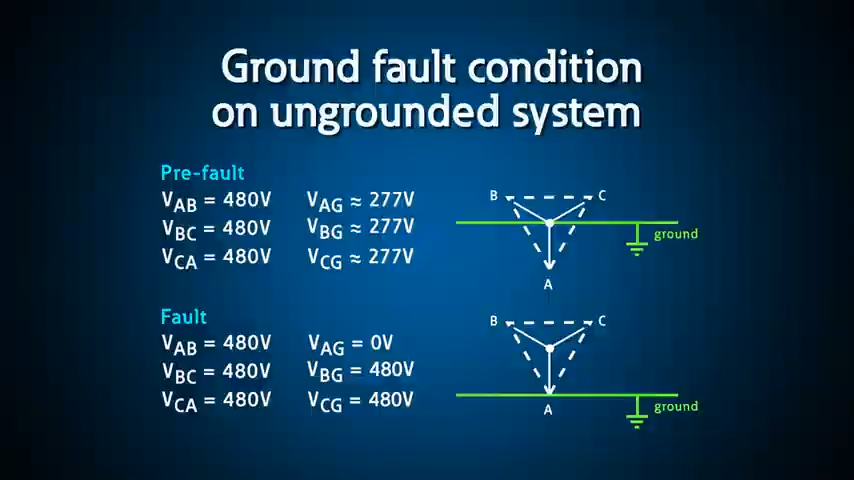 Ground fault condition
on ungrounded system
Pre-fault
VAB = 480V VAG ≈ 277V
VBC = 480V VBG ≈ 277V
VCA = 480V VCG ≈ 277V
B C
ground
A
Fault
VAB = 480V VAG = 0V
VBC = 480V VBG = 480V
VCA = 480V VCG = 480V
B C
A ground